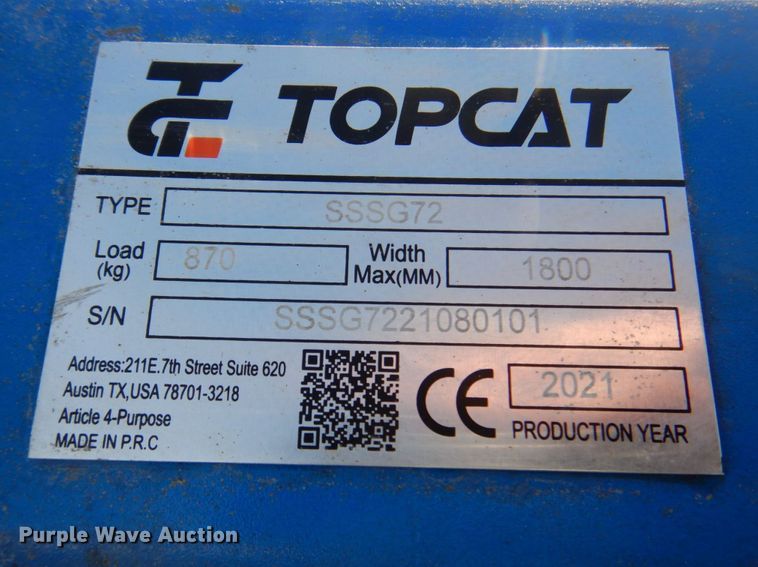 TC TOPCAT
TYPE SSSG72
Load (kg) 870 Width Max(MM) 1800
S/N SSSG7221080101
Address:211E.7th Street Suite 620
Austin TX,USA 78701-3218
Article 4-Purpose
MADE IN P.R.C
CE 2021
PRODUCTION YEAR
Purple Wave Auction